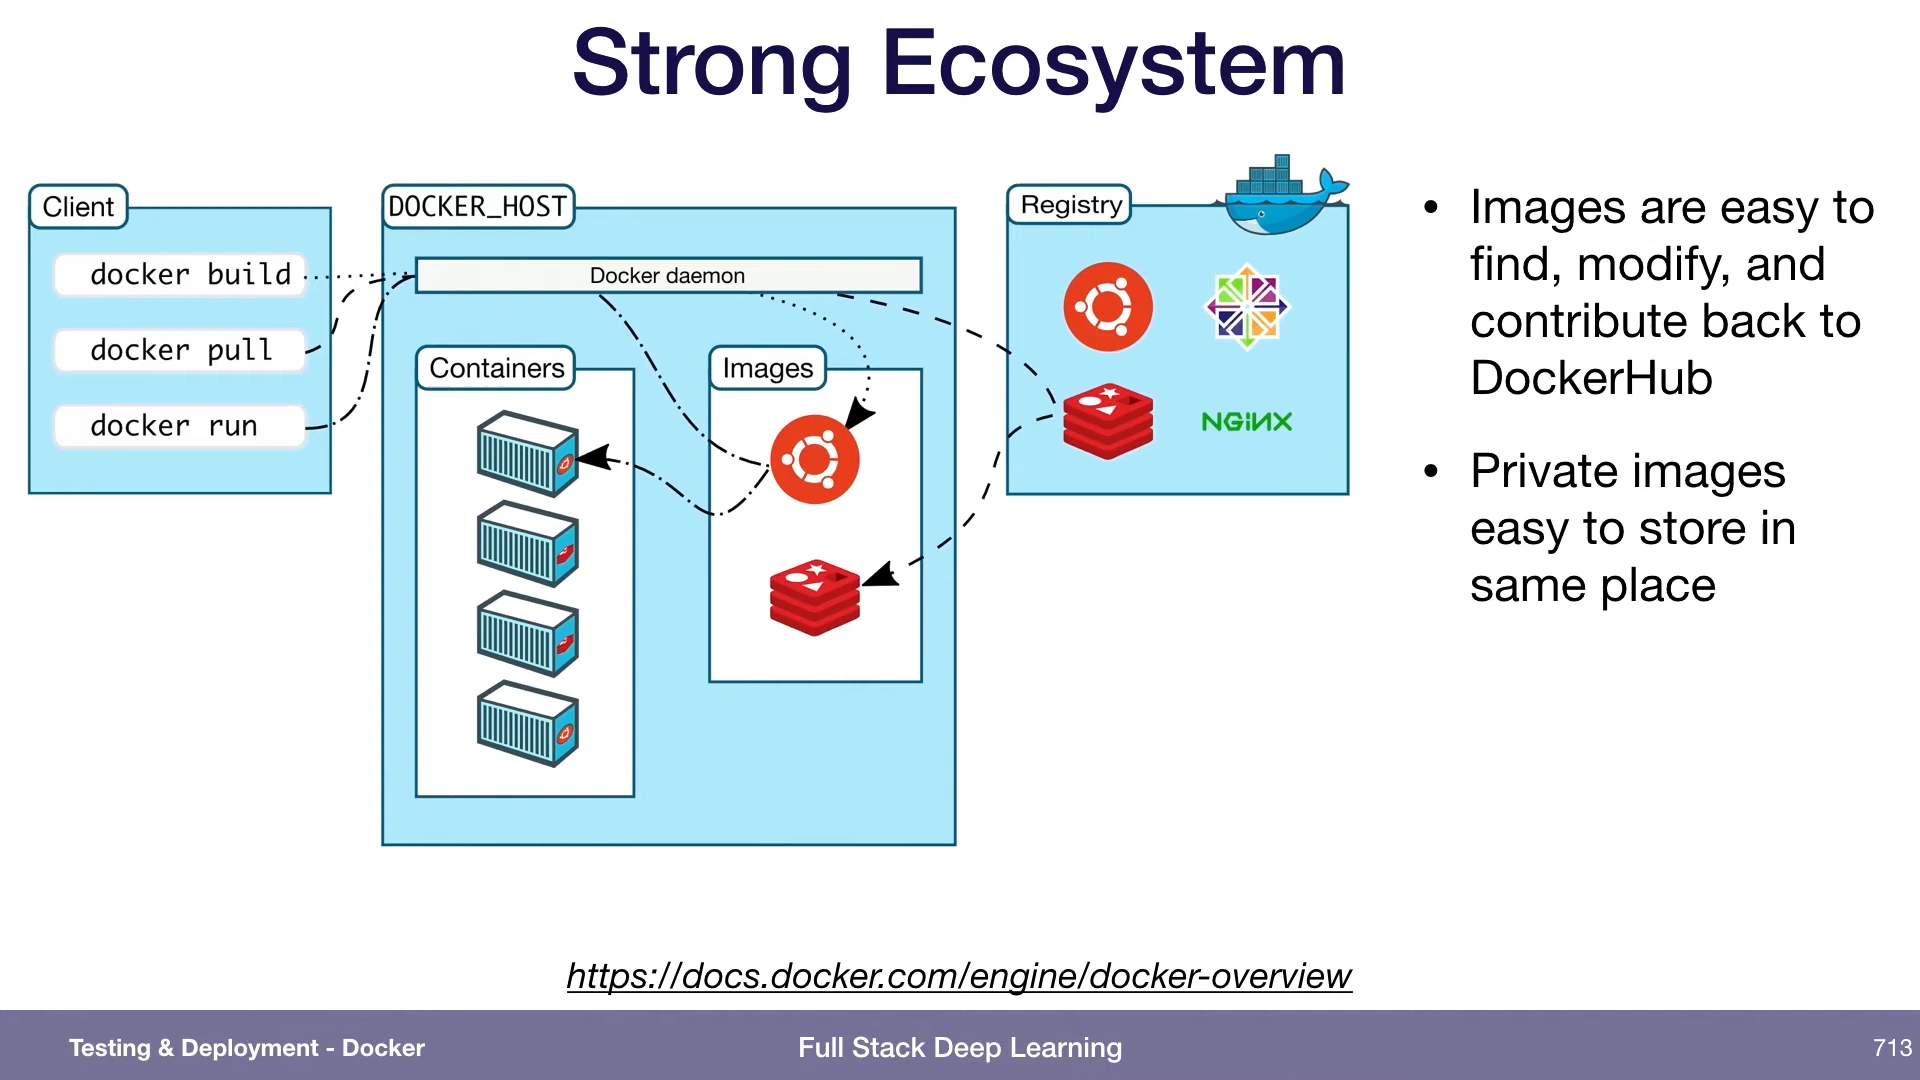 Strong Ecosystem
Client
docker build
docker pull
docker run
DOCKER_HOST
Docker daemon
Containers
Images
Registry
NGINX
• Images are easy to
find, modify, and
contribute back to
DockerHub
• Private images
easy to store in
same place
https://docs.docker.com/engine/docker-overview
Testing & Deployment - Docker
Full Stack Deep Learning
713